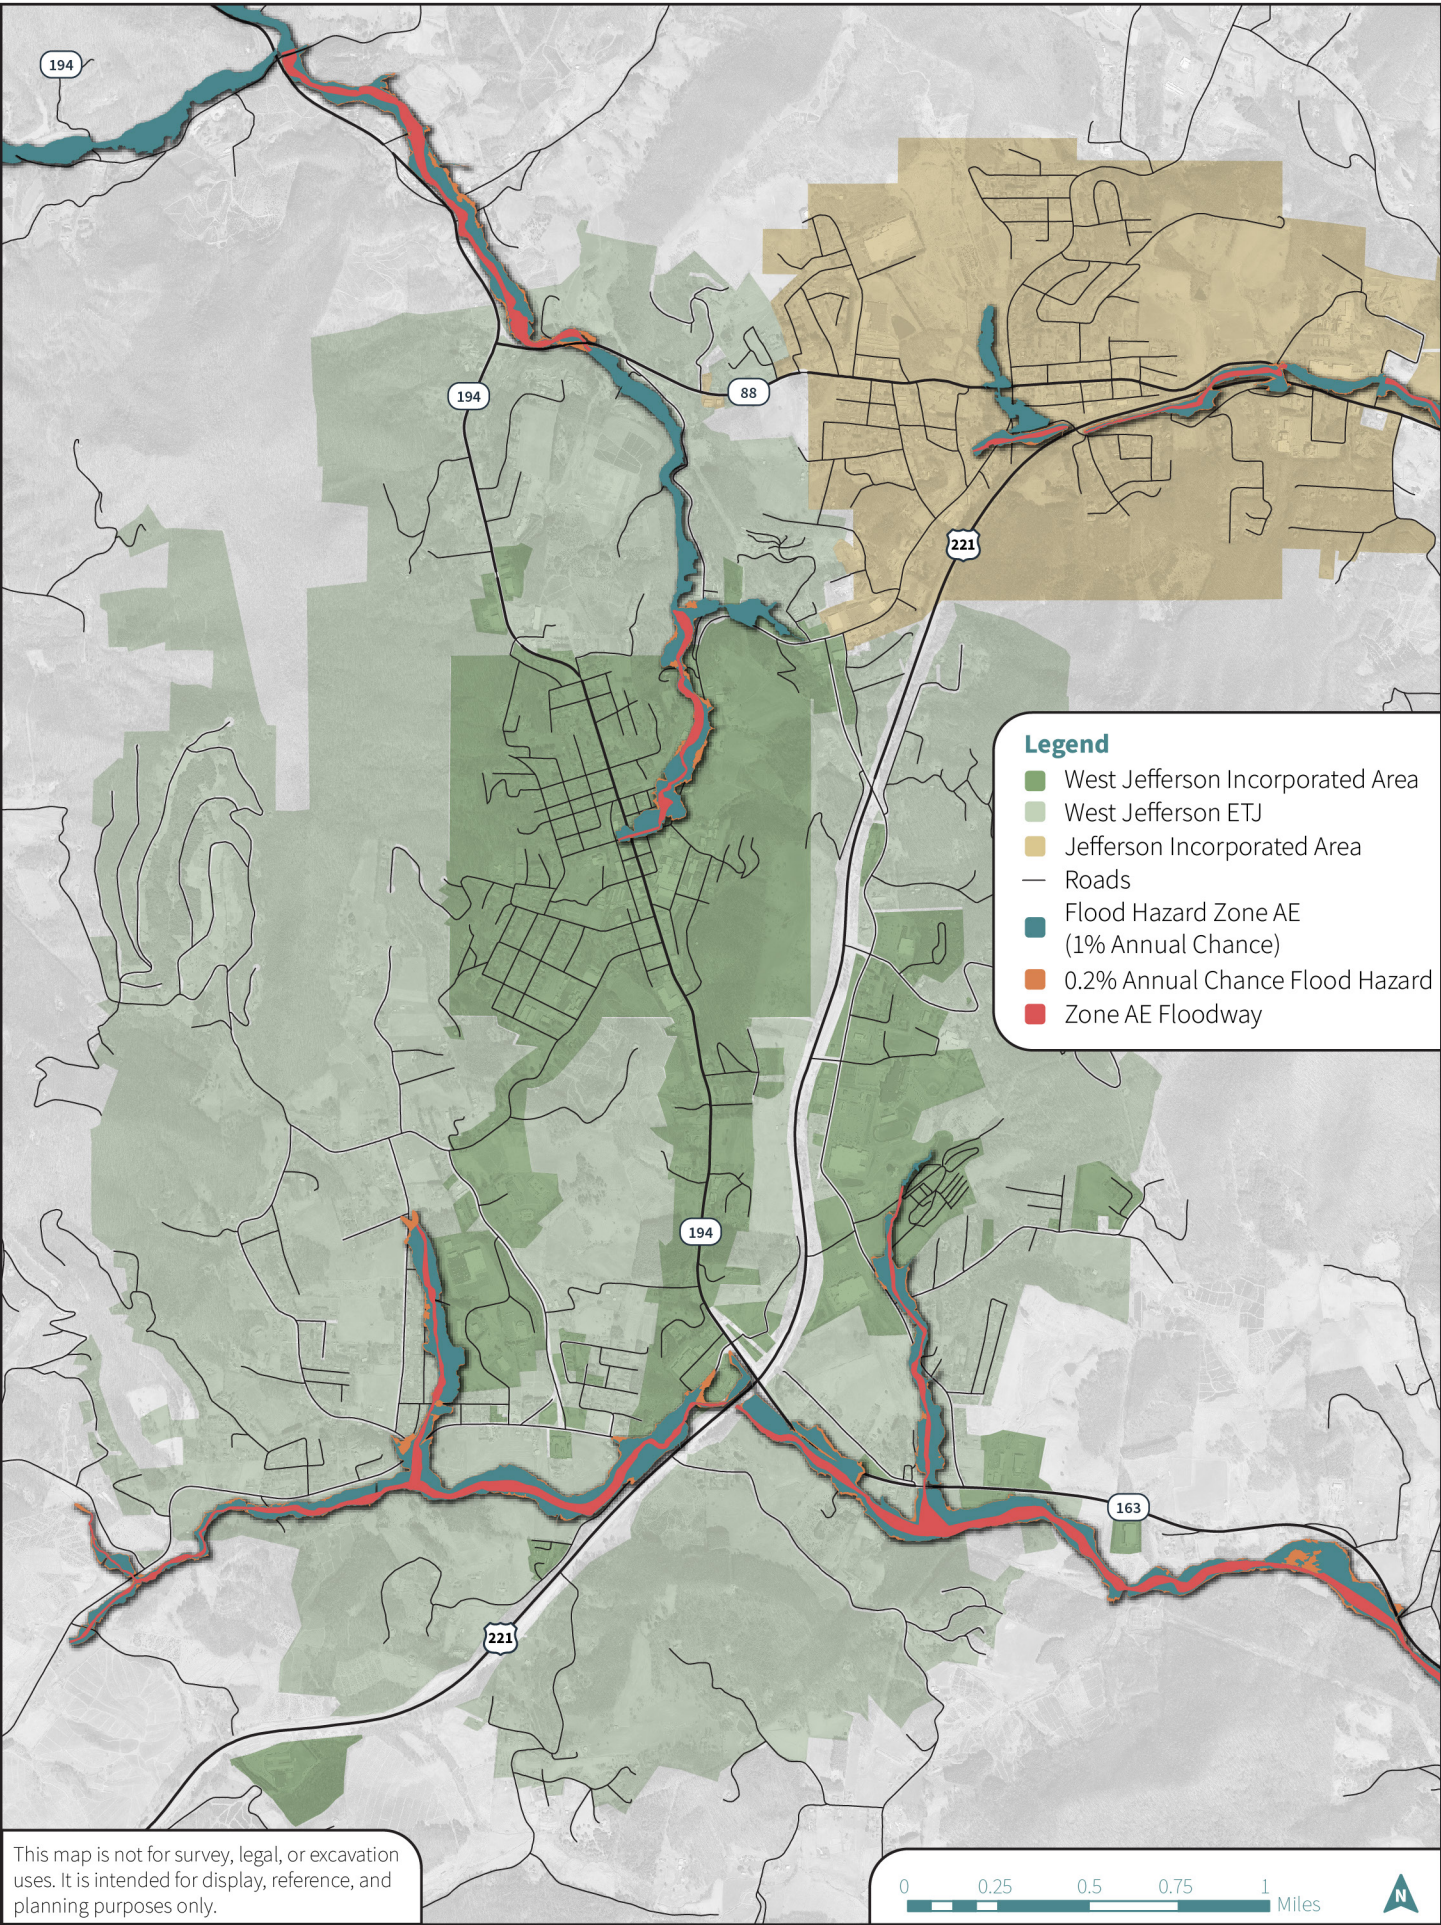 194
88
194
221
Legend
West Jefferson Incorporated Area
West Jefferson ETJ
Jefferson Incorporated Area
Roads
Flood Hazard Zone AE
(1% Annual Chance)
0.2% Annual Chance Flood Hazard
Zone AE Floodway
194
163
221
This map is not for survey, legal, or excavation
uses. It is intended for display, reference, and
planning purposes only.
0 0.25 0.5 0.75 1
Miles
N